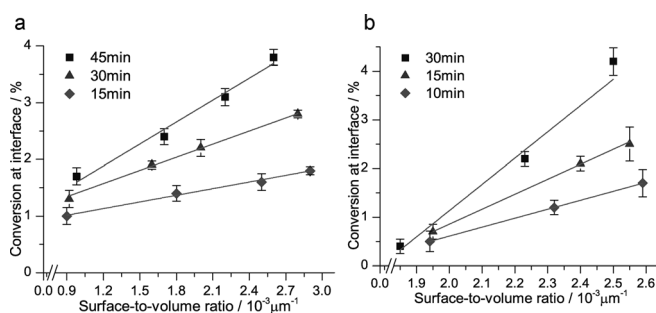 a
45min
30min
15min
Conversion at interface / %
4
3
2
1
0
0.0 0.9 1.2 1.5 1.8 2.1 2.4 2.7 3.0
Surface-to-volume ratio / 10⁻³μm⁻¹
b
30min
15min
10min
Conversion at interface / %
4
3
2
1
0
0.0 1.9 2.0 2.1 2.2 2.3 2.4 2.5 2.6
Surface-to-volume ratio / 10⁻³μm⁻¹